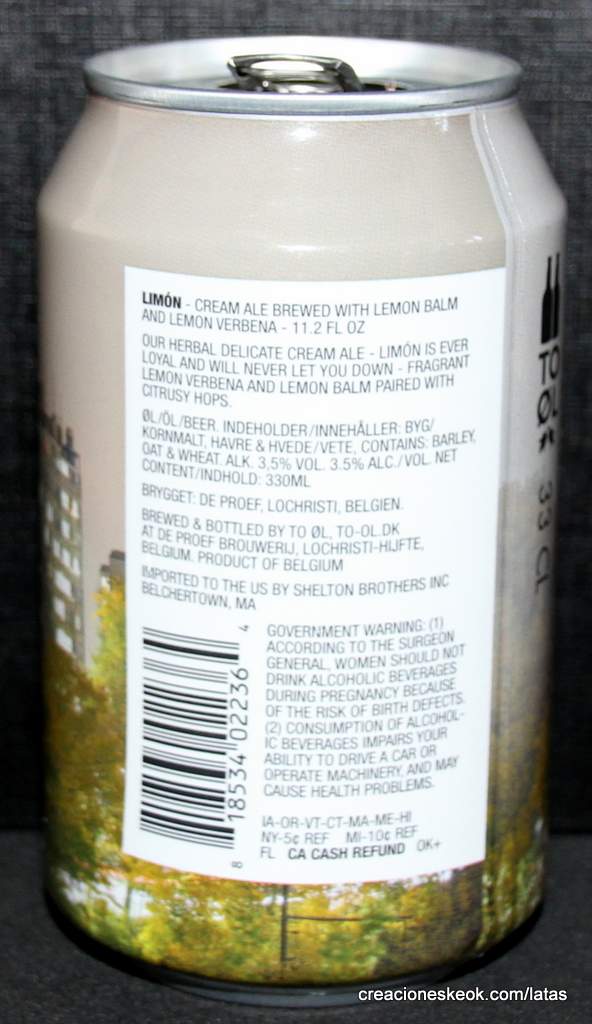 LIMÓN - CREAM ALE BREWED WITH LEMON BALM
AND LEMON VERBENA - 11.2 FL OZ
OUR HERBAL DELICATE CREAM ALE - LIMÓN IS EVER
LOYAL AND WILL NEVER LET YOU DOWN - FRAGRANT
LEMON VERBENA AND LEMON BALM PAIRED WITH
CITRUSY HOPS.
ØL/ÖL/BEER. INDEHOLDER/INNEHÅLLER: BYG/
KORNMALT, HAVRE & HVEDE/VETE, CONTAINS: BARLEY,
OAT & WHEAT. ALK. 3,5% VOL. 3.5% ALC./VOL. NET
CONTENT/INDHOLD: 330ML
BRYGGET: DE PROEF, LOCHRISTI, BELGIEN.
BREWED & BOTTLED BY TO ØL, TO-OL.DK
AT DE PROEF BROUWERIJ, LOCHRISTI-HIJFTE,
BELGIUM. PRODUCT OF BELGIUM
IMPORTED TO THE US BY SHELTON BROTHERS INC
BELCHERTOWN, MA
8 18534 02236 4
GOVERNMENT WARNING: (1)
ACCORDING TO THE SURGEON
GENERAL, WOMEN SHOULD NOT
DRINK ALCOHOLIC BEVERAGES
DURING PREGNANCY BECAUSE
OF THE RISK OF BIRTH DEFECTS.
(2) CONSUMPTION OF ALCOHOL-
IC BEVERAGES IMPAIRS YOUR
ABILITY TO DRIVE A CAR OR
OPERATE MACHINERY, AND MAY
CAUSE HEALTH PROBLEMS.
IA-OR-VT-CT-MA-ME-HI
NY-5¢ REF MI-10¢ REF
FL CA CASH REFUND OK+
TO
ØL
33 CL
creacioneskeok.com/latas